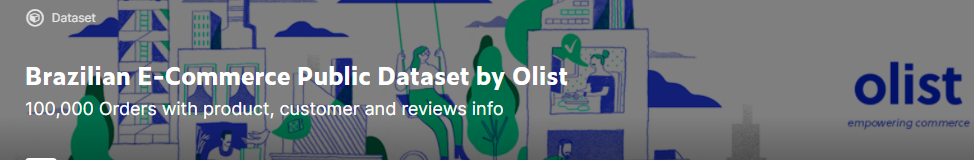 Dataset
Brazilian E-Commerce Public Dataset by Olist
100,000 Orders with product, customer and reviews info
olist
empowering commerce